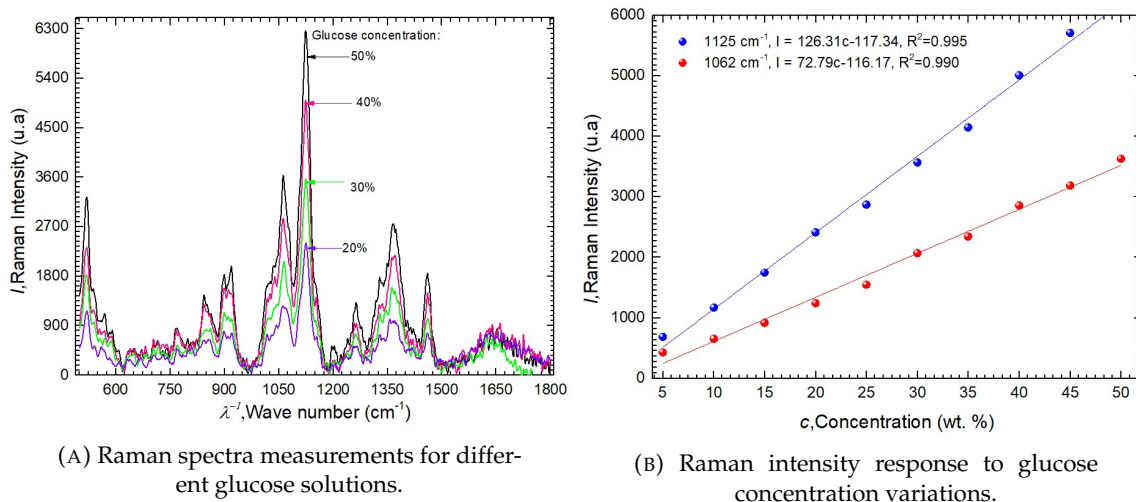 Glucose concentration:
50%
40%
30%
20%
6300
5400
4500
3600
2700
1800
900
0
I,Raman Intensity (u.a)
600 750 900 1050 1200 1350 1500 1650 1800
λ⁻¹,Wave number (cm⁻¹)
(A) Raman spectra measurements for differ-
ent glucose solutions.
1125 cm⁻¹, I = 126.31c-117.34, R²=0.995
1062 cm⁻¹, I = 72.79c-116.17, R²=0.990
6000
5000
4000
3000
2000
1000
0
I,Raman Intensity (u.a)
5 10 15 20 25 30 35 40 45 50
c,Concentration (wt. %)
(B) Raman intensity response to glucose
concentration variations.